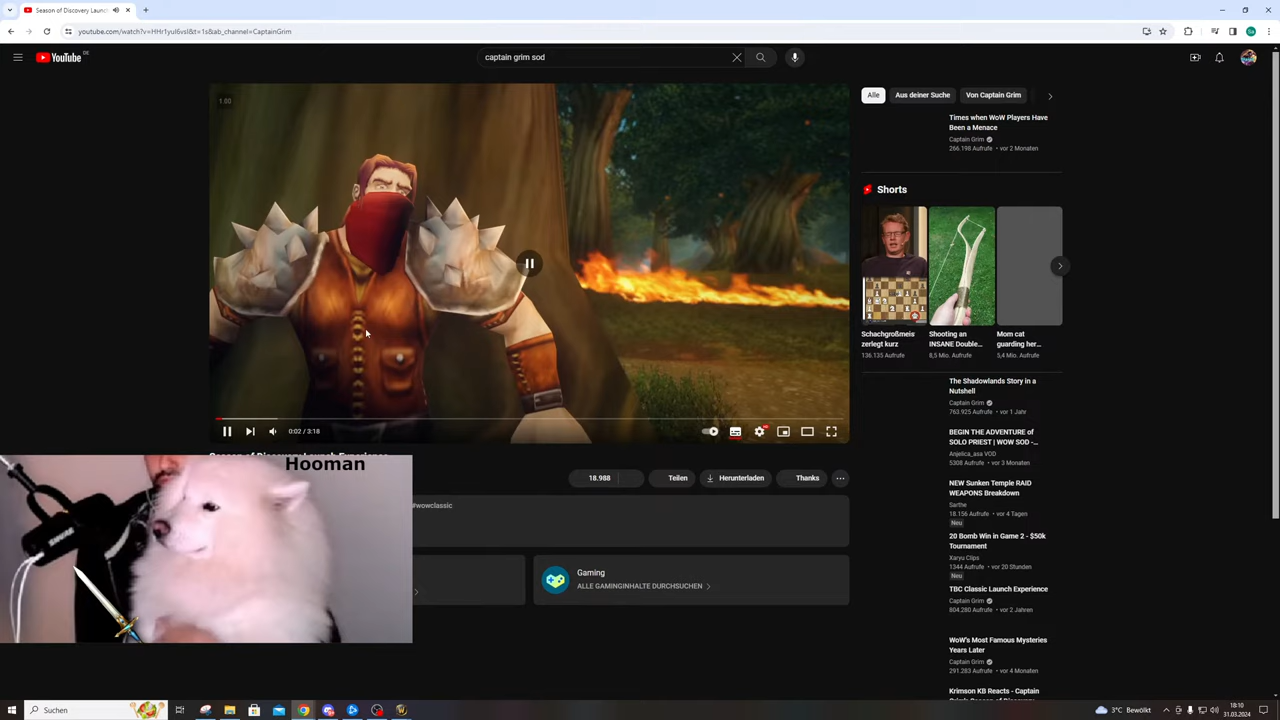 Season of Discovery Launch
youtube.com/watch?v=HHr1yuI6vsI&t=1s&ab_channel=CaptainGrim
YouTube DE
captain grim sod
1:00
0:02 / 3:18
Hooman
18.988
Teilen
Herunterladen
Thanks
#wowclassic
Gaming
ALLE GAMINGINHALTE DURCHSUCHEN
Alle
Aus deiner Suche
Von Captain Grim
Times when WoW Players Have
Been a Menace
Captain Grim
266.198 Aufrufe • vor 2 Monaten
Shorts
Schachgroßmeis
zerlegt kurz
136.135 Aufrufe
Shooting an
INSANE Double...
8,5 Mio. Aufrufe
Mom cat
guarding her...
5,4 Mio. Aufrufe
The Shadowlands Story in a
Nutshell
Captain Grim
763.925 Aufrufe • vor 1 Jahr
BEGIN THE ADVENTURE of
SOLO PRIEST | WOW SOD -...
Anjelica_asa VOD
5308 Aufrufe • vor 3 Monaten
NEW Sunken Temple RAID
WEAPONS Breakdown
Sarthe
18.156 Aufrufe • vor 4 Tagen
Neu
20 Bomb Win in Game 2 - $50k
Tournament
Xaryu Clips
1344 Aufrufe • vor 20 Stunden
Neu
TBC Classic Launch Experience
Captain Grim
804.280 Aufrufe • vor 2 Jahren
WoW's Most Famous Mysteries
Years Later
Captain Grim
291.283 Aufrufe • vor 4 Monaten
Krimson KB Reacts - Captain
Suchen
3°C Bewölkt
18:10
31.03.2024